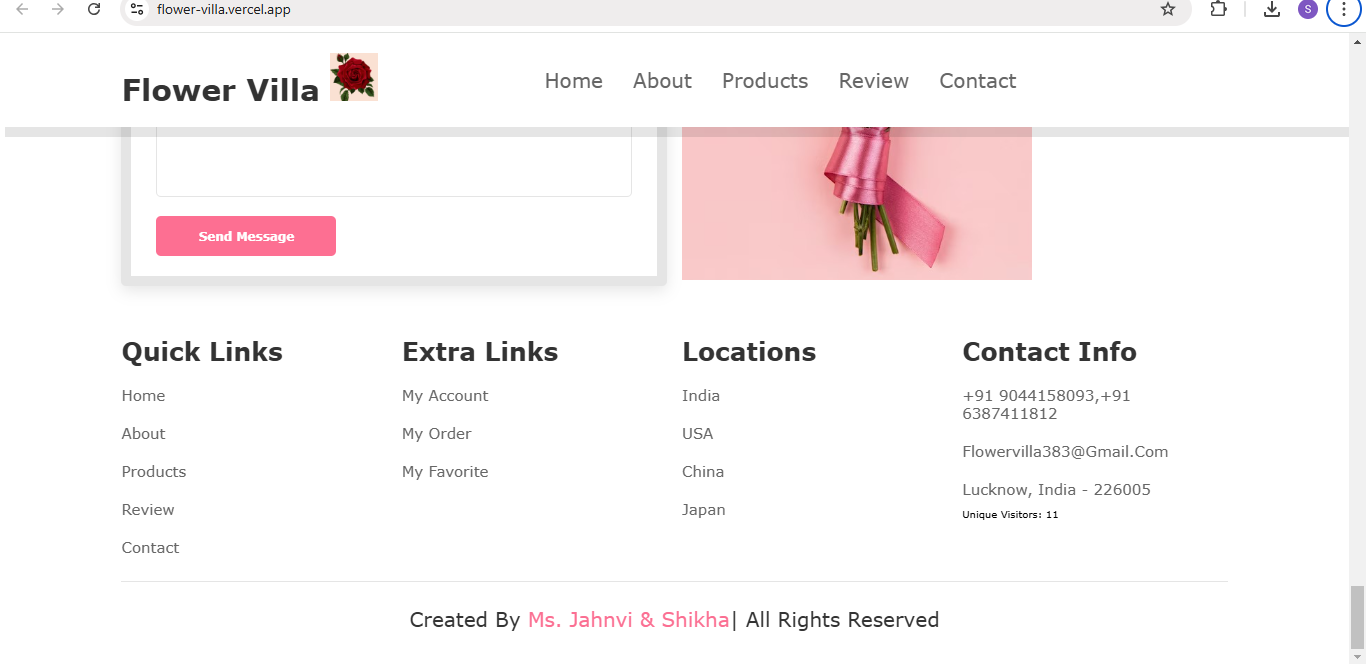 flower-villa.vercel.app
S
Flower Villa
Home About Products Review Contact
Send Message
Quick Links
Home
About
Products
Review
Contact
Extra Links
My Account
My Order
My Favorite
Locations
India
USA
China
Japan
Contact Info
+91 9044158093,+91
6387411812
Flowervilla383@Gmail.Com
Lucknow, India - 226005
Unique Visitors: 11
Created By Ms. Jahnvi & Shikha| All Rights Reserved